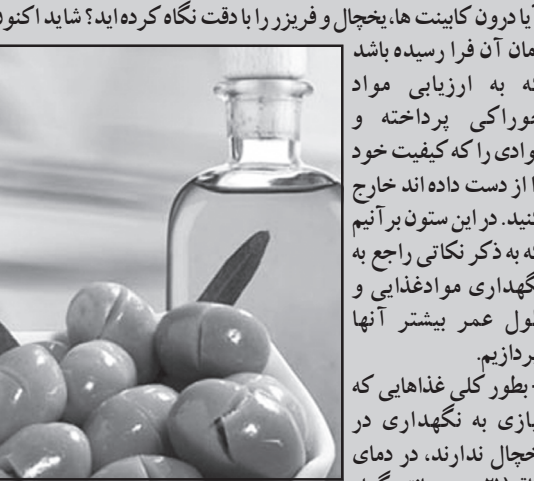 آیا درون کابینت ها، یخچال و فریزر را با دقت نگاه کرده اید؟ شاید اکنون
زمان آن فرا رسیده باشد
که به ارزیابی مواد
خوراکی پرداخته و
موادی را که کیفیت خود
را از دست داده اند خارج
کنید. در این ستون بر آنیم
که به ذکر نکاتی راجع به
نگهداری موادغذایی و
طول عمر بیشتر آنها
بپردازیم.
- بطور کلی غذاهایی که
نیازی به نگهداری در
یخچال ندارند، در دمای